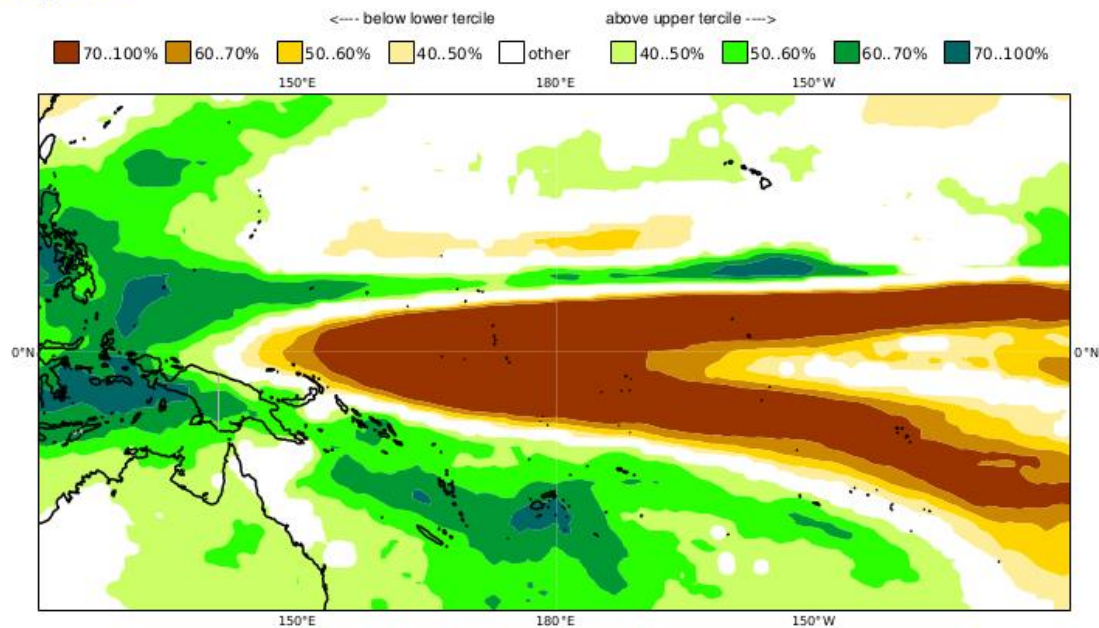 <---- below lower tercile above upper tercile ---->
70..100% 60..70% 50..60% 40..50% other 40..50% 50..60% 60..70% 70..100%
150°E 180°E 150°W
0°N 0°N
150°E 180°E 150°W